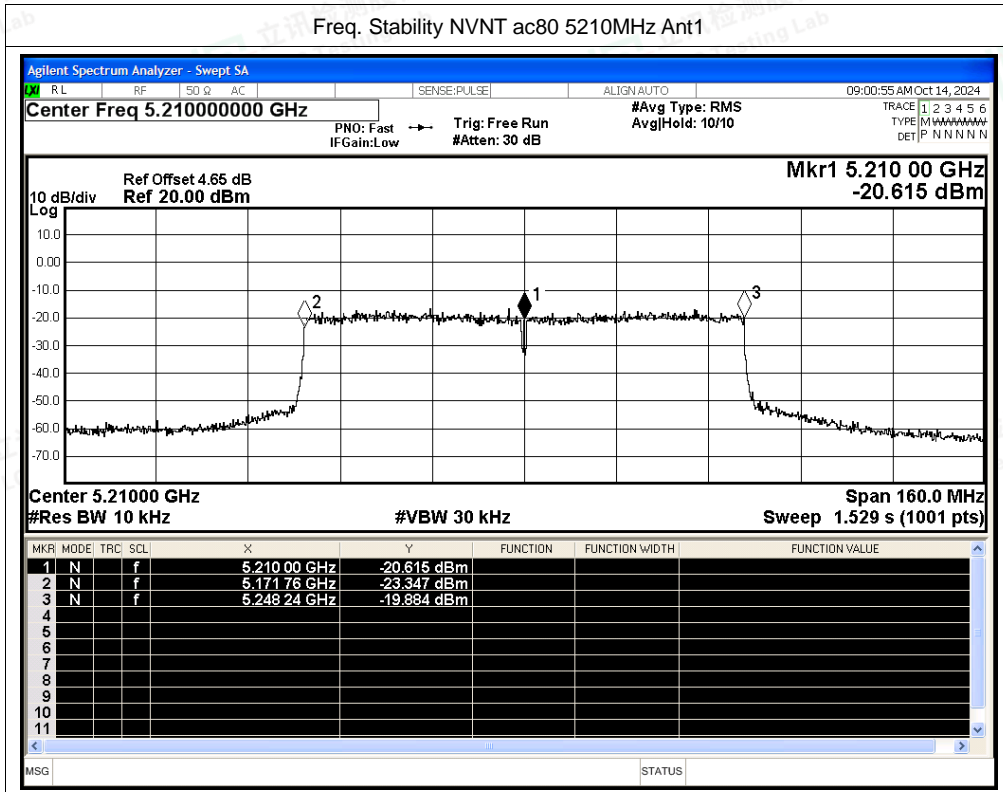 Freq. Stability NVNT ac80 5210MHz Ant1
Agilent Spectrum Analyzer - Swept SA
LXI RL RF 50 Ω AC SENSE:PULSE ALIGN AUTO 09:00:55 AM Oct 14, 2024
Center Freq 5.210000000 GHz #Avg Type: RMS TRACE 1 2 3 4 5 6
PNO: Fast Trig: Free Run Avg|Hold: 10/10 TYPE M WWWWW
IFGain:Low #Atten: 30 dB DET P N N N N N
Mkr1 5.210 00 GHz
Ref Offset 4.65 dB
10 dB/div Ref 20.00 dBm -20.615 dBm
Log
10.0
0.00
-10.0
2 1 3
-20.0
-30.0
-40.0
-50.0
-60.0
-70.0
Center 5.21000 GHz Span 160.0 MHz
#Res BW 10 kHz #VBW 30 kHz Sweep 1.529 s (1001 pts)
MKR MODE TRC SCL X Y FUNCTION FUNCTION WIDTH FUNCTION VALUE
1 N f 5.210 00 GHz -20.615 dBm
2 N f 5.171 76 GHz -23.347 dBm
3 N f 5.248 24 GHz -19.884 dBm
4
5
6
7
8
9
10
11
MSG STATUS